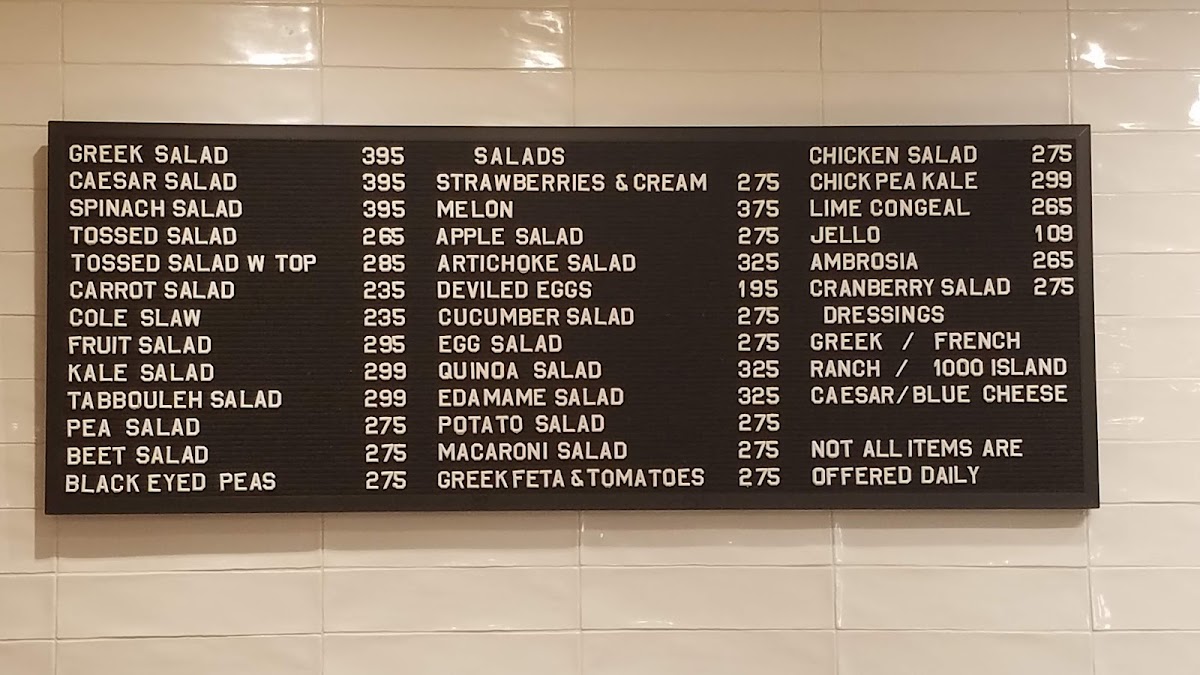 GREEK SALAD 395
CAESAR SALAD 395
SPINACH SALAD 395
TOSSED SALAD 265
TOSSED SALAD W TOP 285
CARROT SALAD 235
COLE SLAW 235
FRUIT SALAD 295
KALE SALAD 299
TABBOULEH SALAD 299
PEA SALAD 275
BEET SALAD 275
BLACK EYED PEAS 275
SALADS
STRAWBERRIES & CREAM 275
MELON 375
APPLE SALAD 275
ARTICHOKE SALAD 325
DEVILED EGGS 195
CUCUMBER SALAD 275
EGG SALAD 275
QUINOA SALAD 325
EDAMAME SALAD 325
POTATO SALAD 275
MACARONI SALAD 275
GREEK FETA & TOMATOES 275
CHICKEN SALAD 275
CHICK PEA KALE 299
LIME CONGEAL 265
JELLO 109
AMBROSIA 265
CRANBERRY SALAD 275
DRESSINGS
GREEK / FRENCH
RANCH / 1000 ISLAND
CAESAR/BLUE CHEESE
NOT ALL ITEMS ARE
OFFERED DAILY